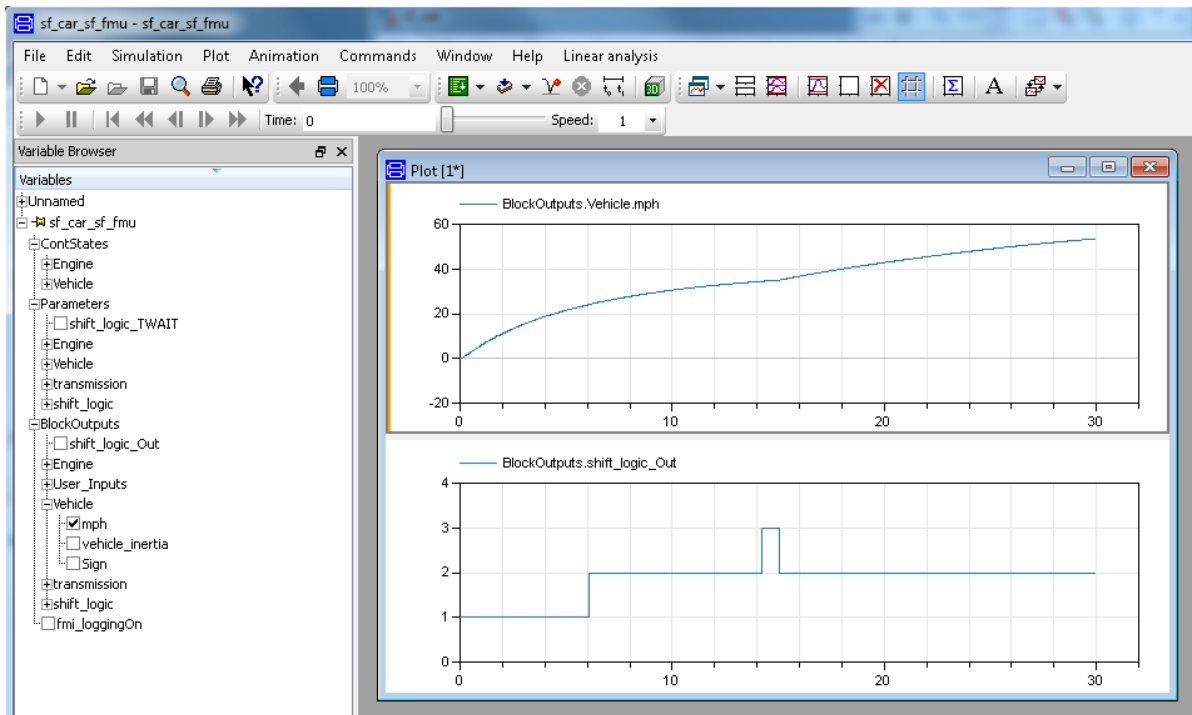 sf_car_sf_fmu - sf_car_sf_fmu
File Edit Simulation Plot Animation Commands Window Help Linear analysis
100% 3D Σ A
Time: 0 Speed: 1
Variable Browser
Variables
Unnamed
sf_car_sf_fmu
ContStates
Engine
Vehicle
Parameters
shift_logic_TWAIT
Engine
Vehicle
transmission
shift_logic
BlockOutputs
shift_logic_Out
Engine
User_Inputs
Vehicle
mph
vehicle_inertia
Sign
transmission
shift_logic
fmi_loggingOn
Plot [1*]
BlockOutputs.Vehicle.mph
60
40
20
0
-20
0 10 20 30
BlockOutputs.shift_logic_Out
4
3
2
1
0
0 10 20 30